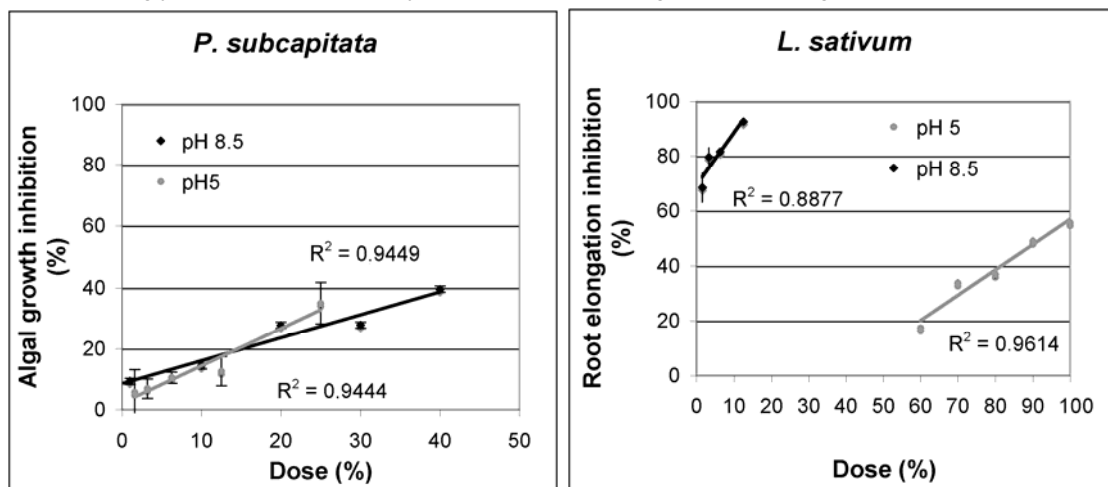 P. subcapitata
100
80
60
40
20
0
pH 8.5
pH5
R² = 0.9449
R² = 0.9444
0 10 20 30 40 50
Algal growth inhibition
(%)
Dose (%)
L. sativum
100
80
60
40
20
0
pH 5
pH 8.5
R² = 0.8877
R² = 0.9614
0 10 20 30 40 50 60 70 80 90 100
Root elongation inhibition
(%)
Dose (%)